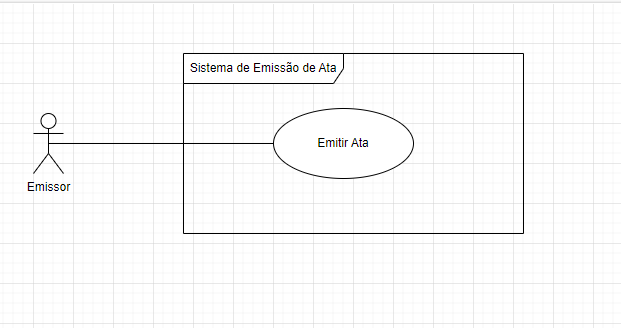 Sistema de Emissão de Ata
Emitir Ata
Emissor